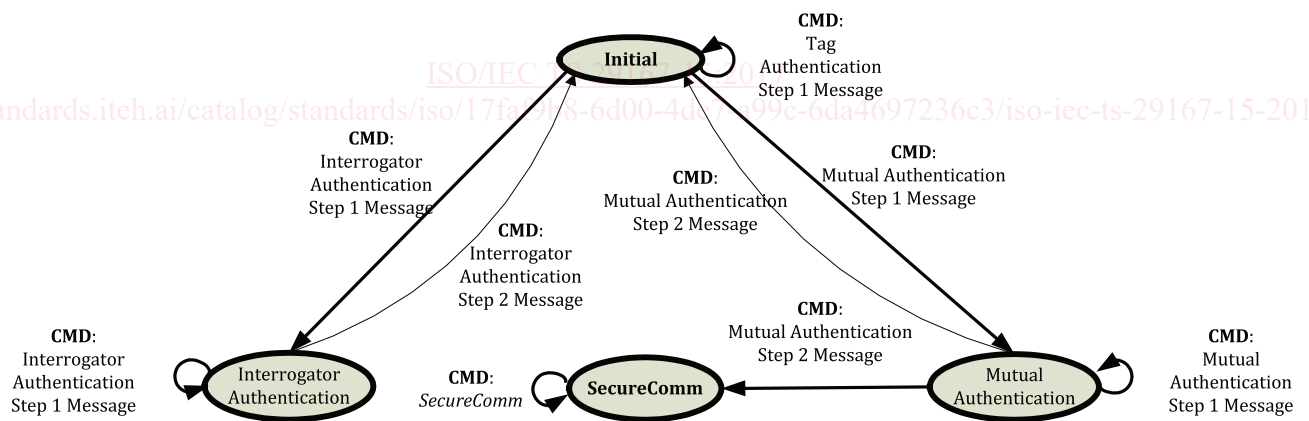 CMD:
Tag
Authentication
Step 1 Message
Initial
ISO/IEC TS 29167-15:2017
andards.iteh.ai/catalog/standards/iso/17faf9b8-6d00-4de7-a99c-6da4697236c3/iso-iec-ts-29167-15-201
CMD:
Interrogator
Authentication
Step 1 Message
CMD:
Mutual Authentication
Step 2 Message
CMD:
Mutual Authentication
Step 1 Message
CMD:
Interrogator
Authentication
Step 2 Message
CMD:
Mutual Authentication
Step 2 Message
CMD:
Interrogator
Authentication
Step 1 Message
Interrogator
Authentication
CMD:
SecureComm
SecureComm
Mutual
Authentication
CMD:
Mutual
Authentication
Step 1 Message